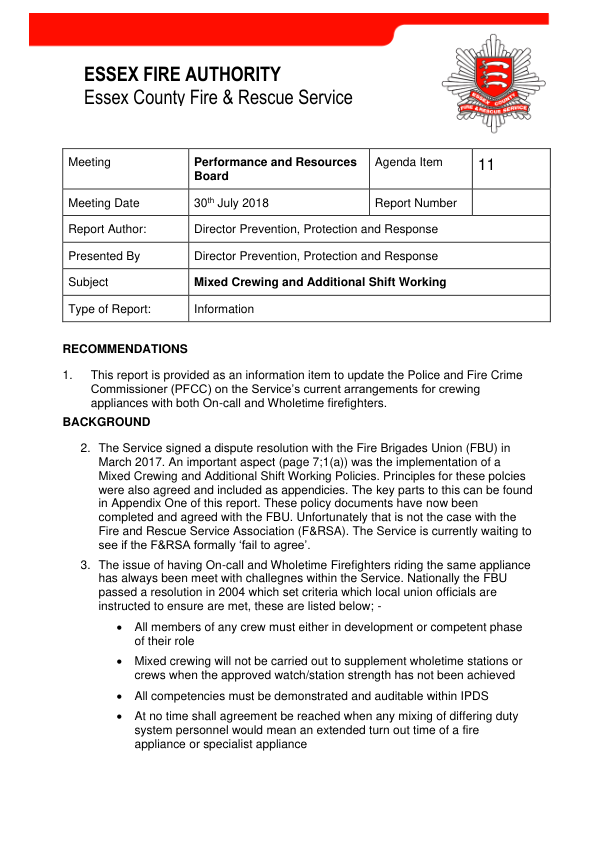 ESSEX FIRE AUTHORITY
Essex County Fire & Rescue Service
ESSEX COUNTY
FIRE & RESCUE SERVICE
Meeting Performance and Resources Board Agenda Item 11
Meeting Date 30th July 2018 Report Number
Report Author: Director Prevention, Protection and Response
Presented By Director Prevention, Protection and Response
Subject Mixed Crewing and Additional Shift Working
Type of Report: Information
RECOMMENDATIONS
1. This report is provided as an information item to update the Police and Fire Crime
Commissioner (PFCC) on the Service's current arrangements for crewing
appliances with both On-call and Wholetime firefighters.
BACKGROUND
2. The Service signed a dispute resolution with the Fire Brigades Union (FBU) in
March 2017. An important aspect (page 7;1(a)) was the implementation of a
Mixed Crewing and Additional Shift Working Policies. Principles for these polcies
were also agreed and included as appendicies. The key parts to this can be found
in Appendix One of this report. These policy documents have now been
completed and agreed with the FBU. Unfortunately that is not the case with the
Fire and Rescue Service Association (F&RSA). The Service is currently waiting to
see if the F&RSA formally 'fail to agree'.
3. The issue of having On-call and Wholetime Firefighters riding the same appliance
has always been meet with challegnes within the Service. Nationally the FBU
passed a resolution in 2004 which set criteria which local union officials are
instructed to ensure are met, these are listed below; -
• All members of any crew must either in development or competent phase
of their role
• Mixed crewing will not be carried out to supplement wholetime stations or
crews when the approved watch/station strength has not been achieved
• All competencies must be demonstrated and auditable within IPDS
• At no time shall agreement be reached when any mixing of differing duty
system personnel would mean an extended turn out time of a fire
appliance or specialist appliance